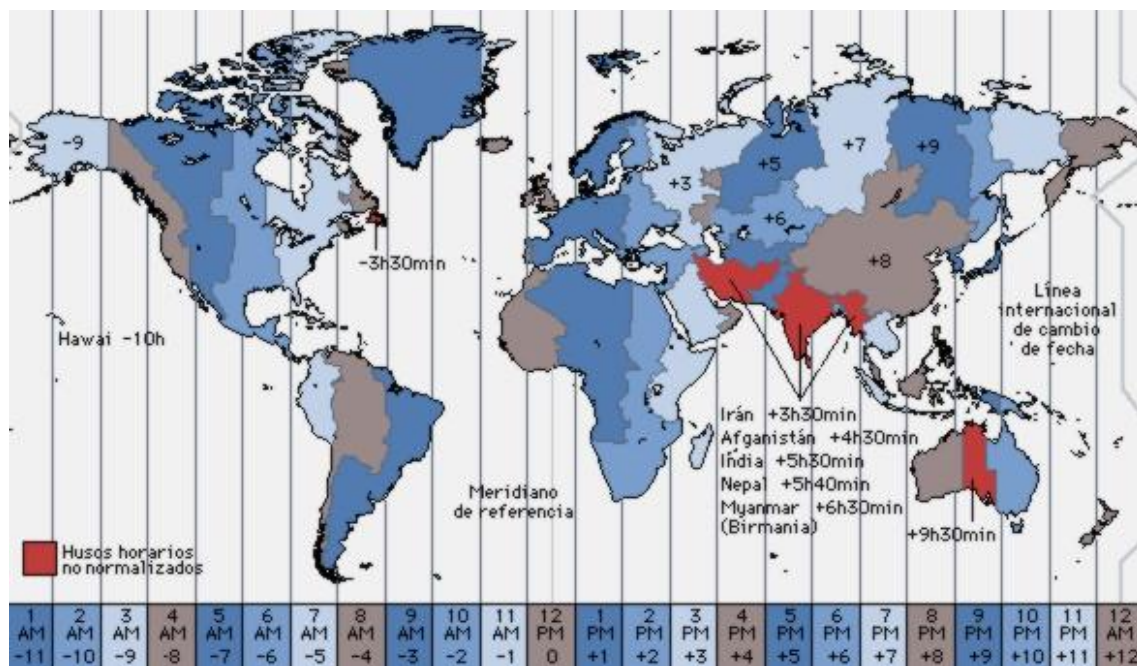 -9
+3
+5
+7
+9
+6
+8
-3h30min
Hawai -10h
Línea
internacional
de cambio
de fecha
Irán +3h30min
Afganistán +4h30min
India +5h30min
Nepal +5h40min
Myanmar +6h30min
(Birmania)
+9h30min
Meridiano
de referencia
Husos horarios
no normalizados
1 2 3 4 5 6 7 8 9 10 11 12 1 2 3 4 5 6 7 8 9 10 11 12
AM AM AM AM AM AM AM AM AM AM AM PM PM PM PM PM PM PM PM PM PM PM PM AM
-11 -10 -9 -8 -7 -6 -5 -4 -3 -2 -1 0 +1 +2 +3 +4 +5 +6 +7 +8 +9 +10 +11 +12